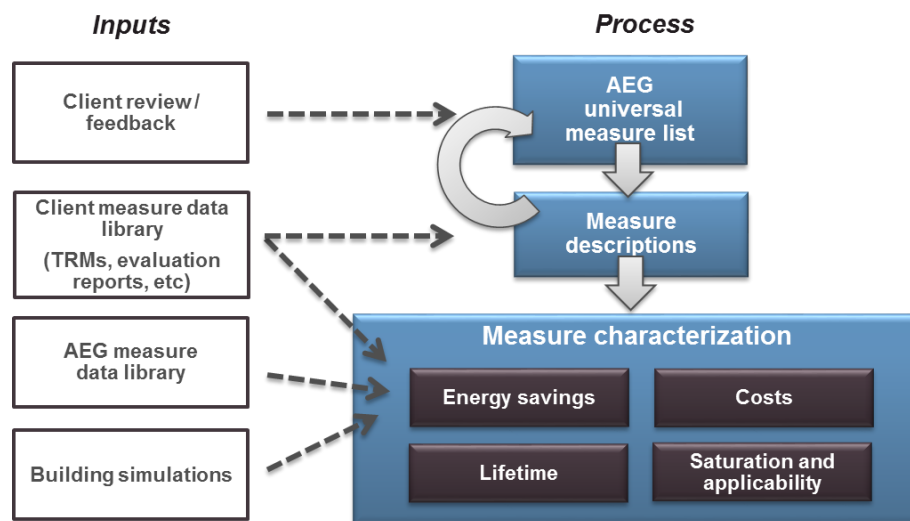 Inputs
Process
Client review /
feedback
AEG
universal
measure list
Client measure data
library
(TRMs, evaluation
reports, etc)
Measure
descriptions
AEG measure
data library
Building simulations
Measure characterization
Energy savings
Costs
Lifetime
Saturation and
applicability